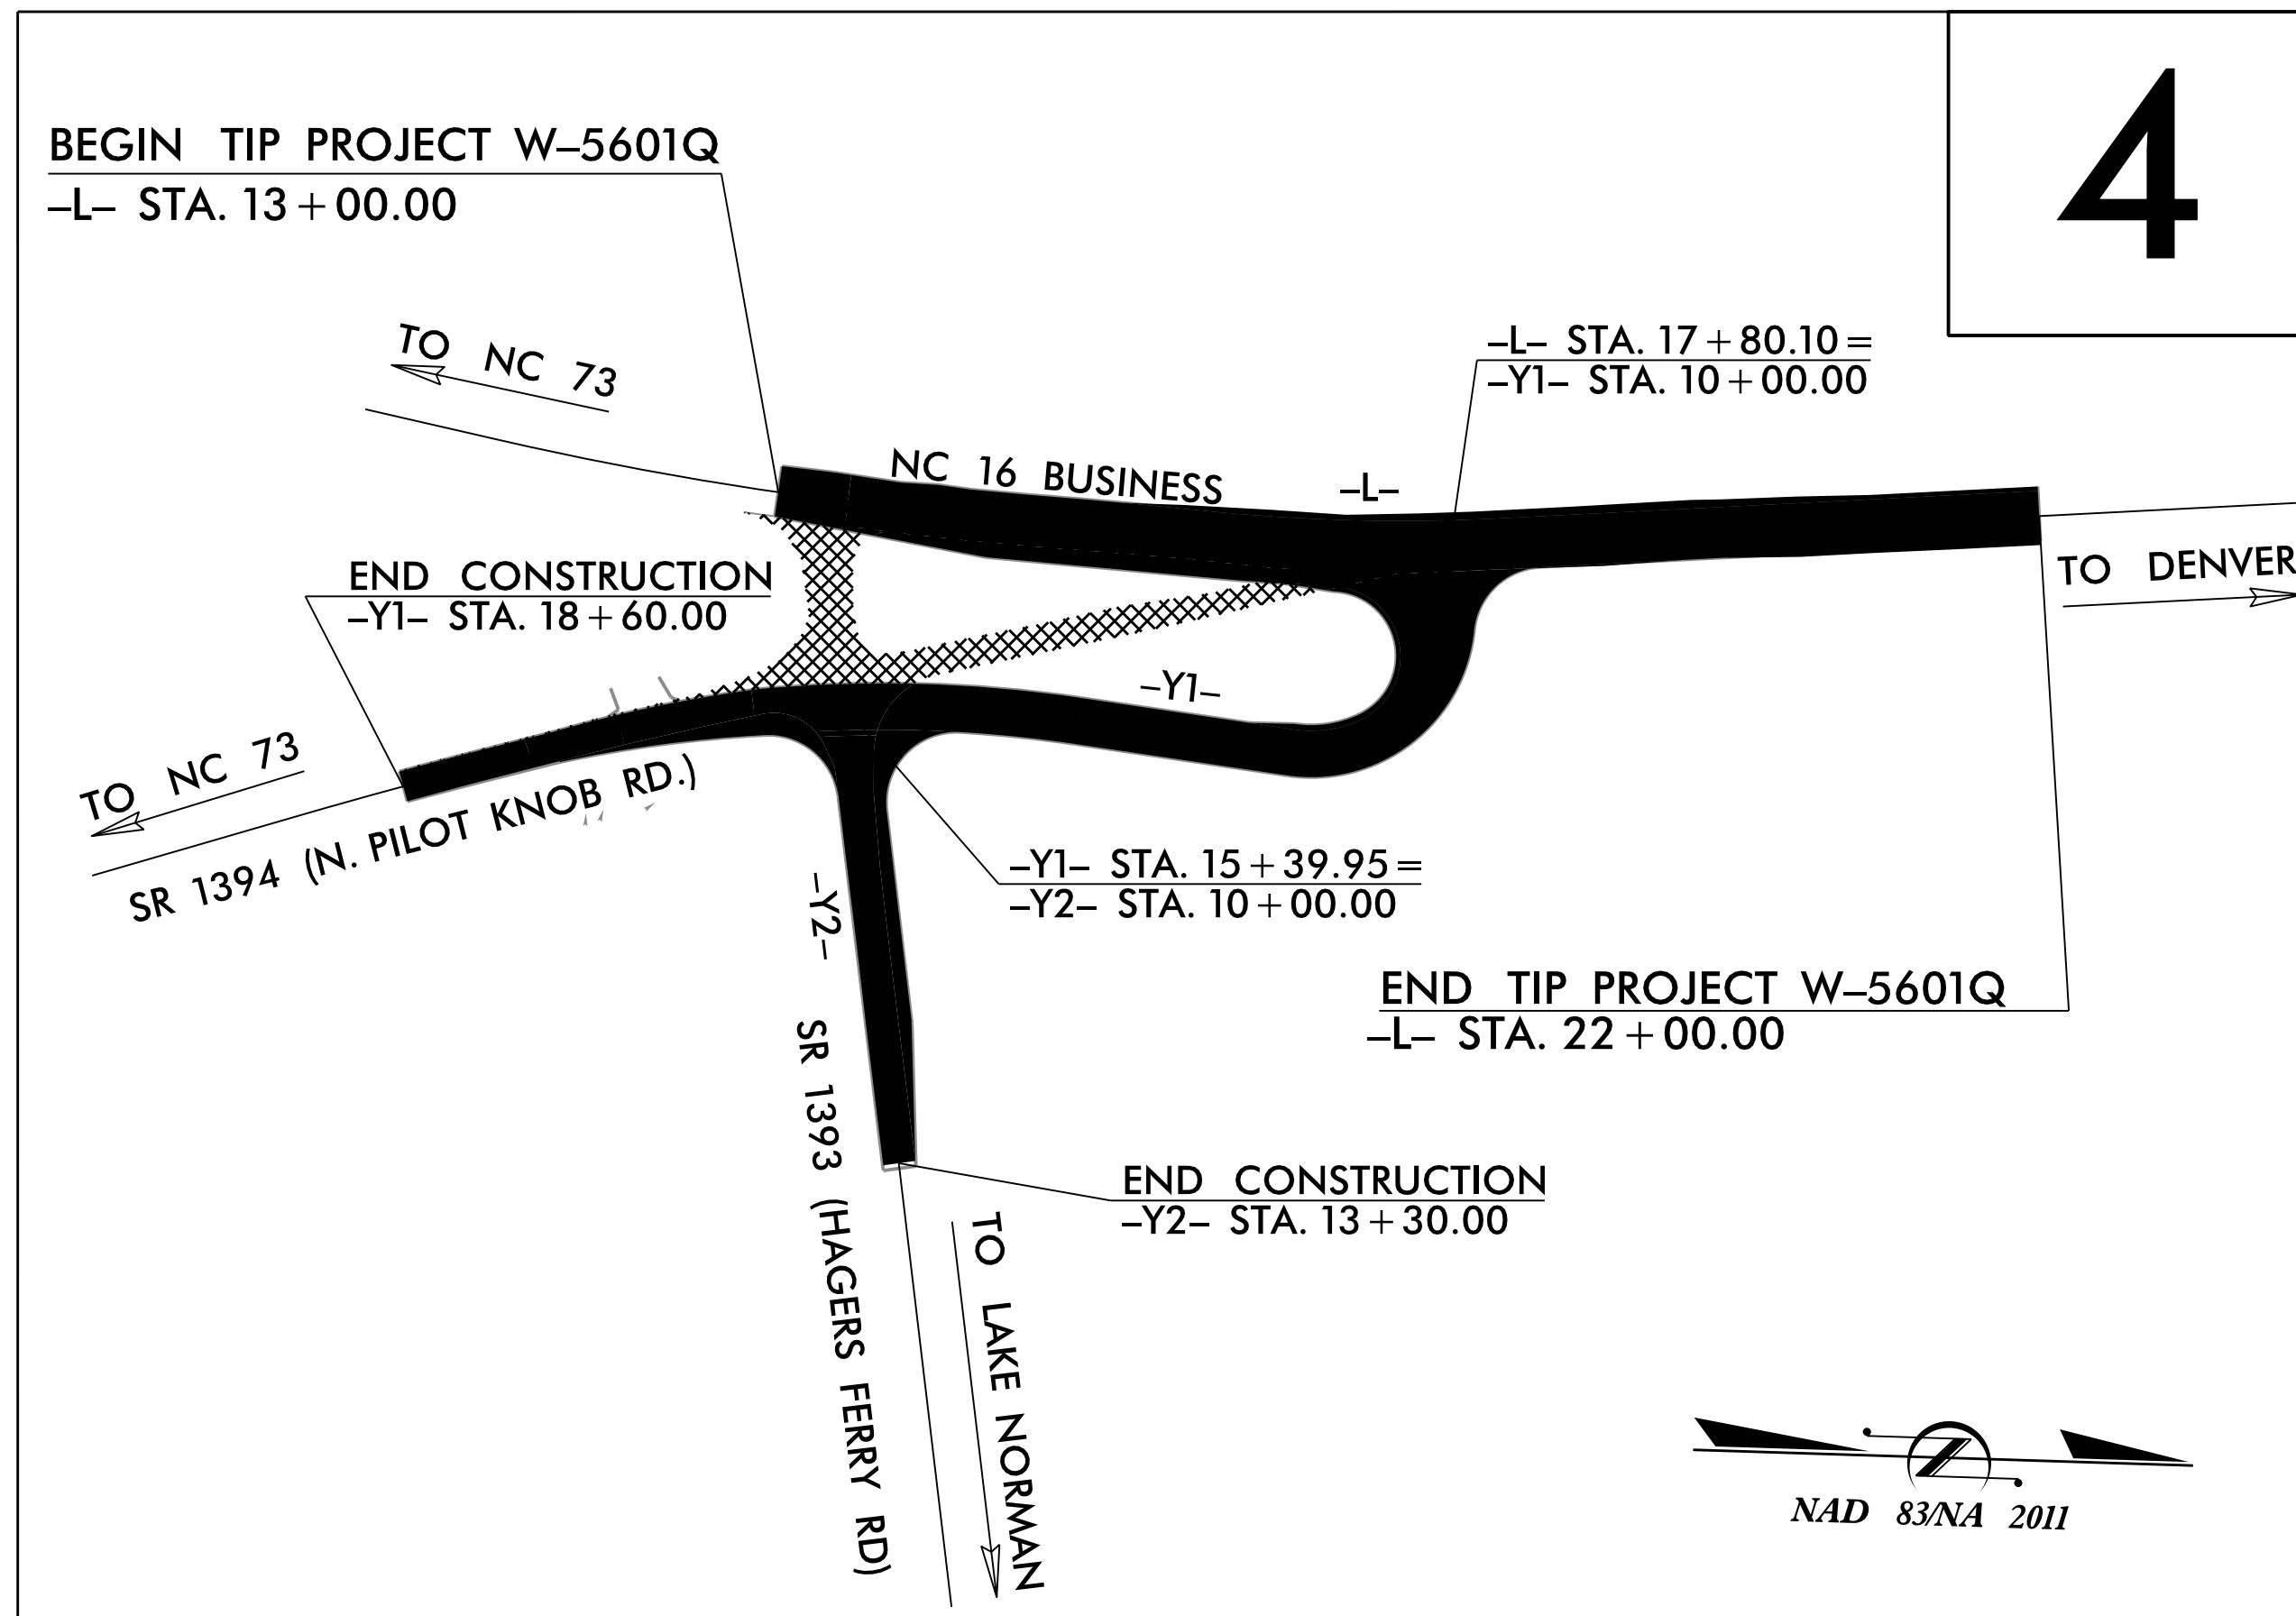 BEGIN TIP PROJECT W–5601Q
–L– STA. 13+00.00
4
TO NC 73
–L– STA. 17+80.10=
–Y1– STA. 10+00.00
NC 16 BUSINESS
–L–
END CONSTRUCTION
–Y1– STA. 18+60.00
TO DENVER
–Y1–
TO NC 73
SR 1394 (N. PILOT KNOB RD.)
–Y1– STA. 15+39.95=
–Y2– STA. 10+00.00
–Y2–
SR 1393 (HAGERS FERRY RD)
END TIP PROJECT W–5601Q
–L– STA. 22+00.00
END CONSTRUCTION
–Y2– STA. 13+30.00
TO LAKE NORMAN
NAD 83/NA 2011